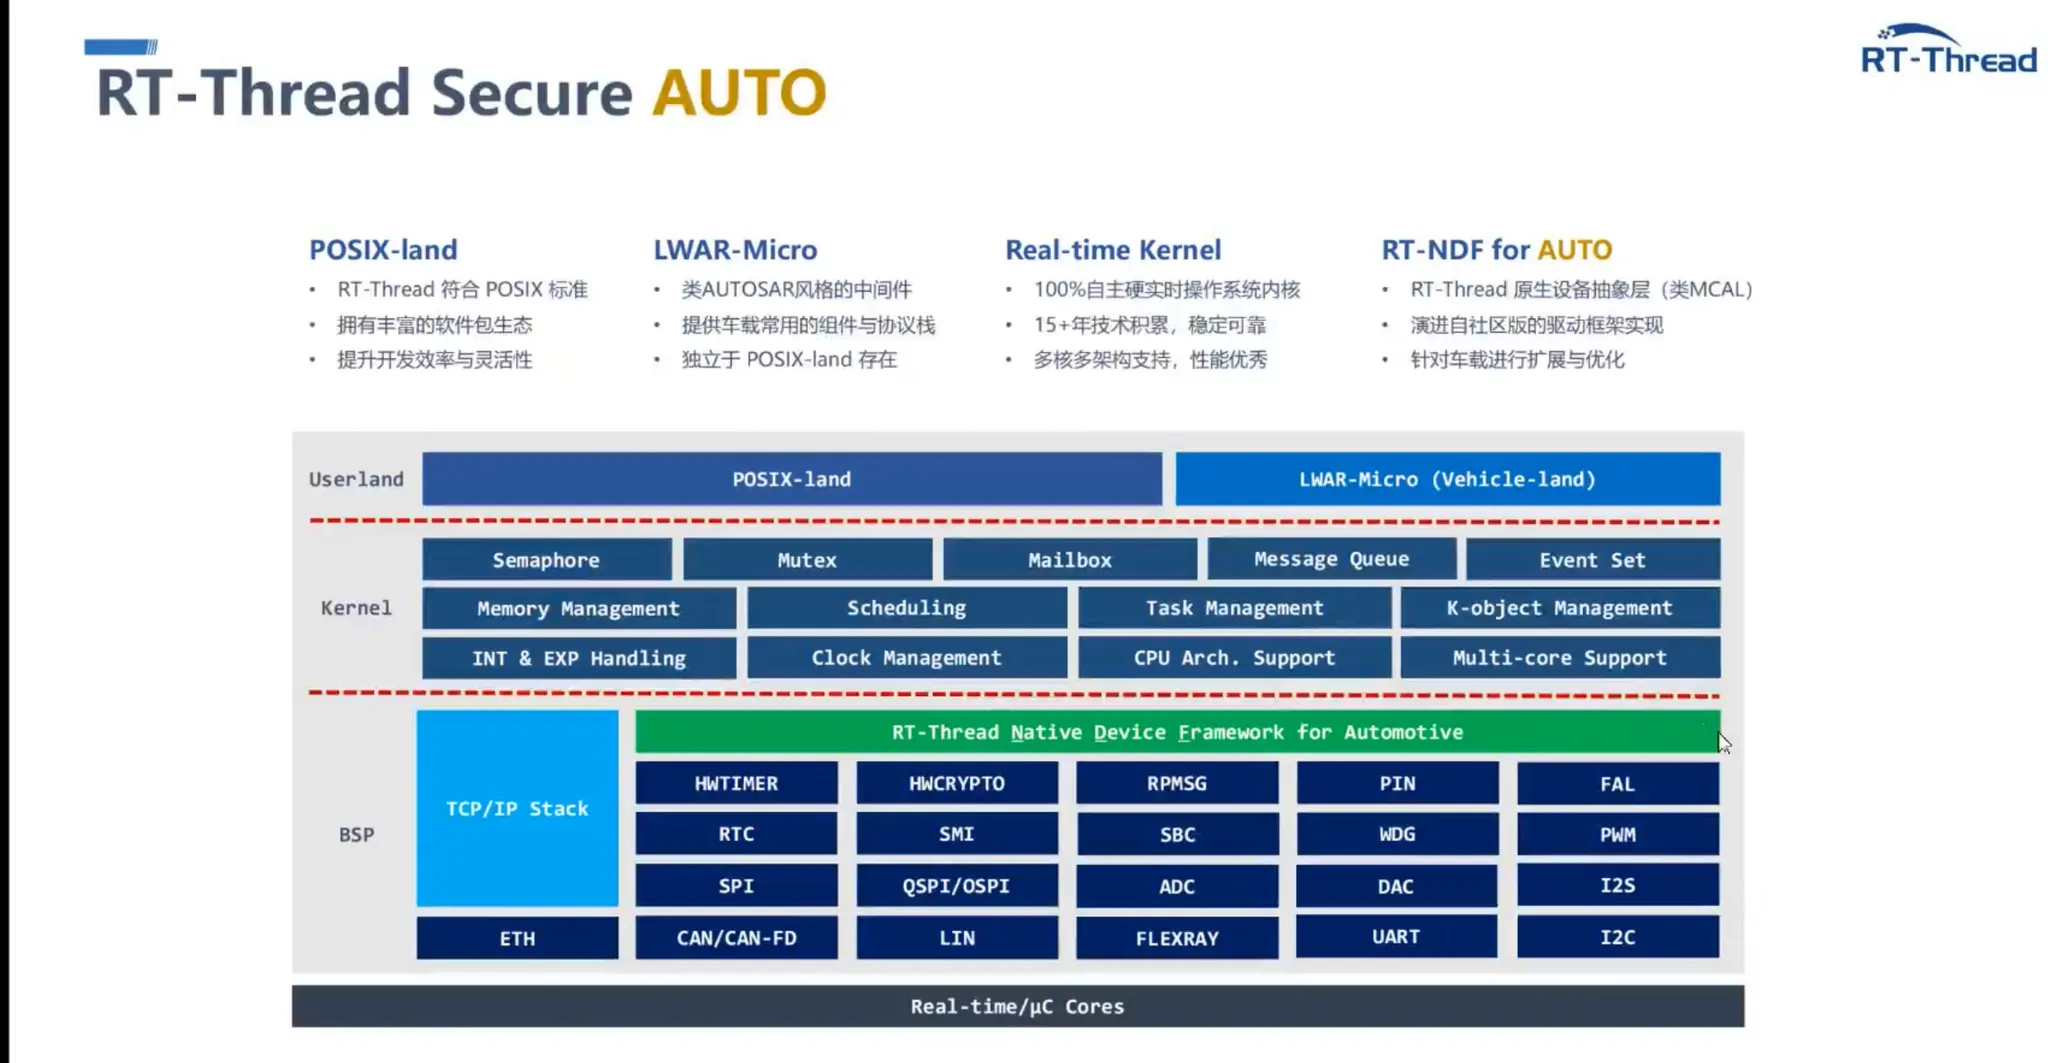 RT-Thread
RT-Thread Secure AUTO
POSIX-land
• RT-Thread 符合 POSIX 标准
• 拥有丰富的软件包生态
• 提升开发效率与灵活性
LWAR-Micro
• 类AUTOSAR风格的中间件
• 提供车载常用的组件与协议栈
• 独立于 POSIX-land 存在
Real-time Kernel
• 100%自主硬实时操作系统内核
• 15+年技术积累，稳定可靠
• 多核多架构支持，性能优秀
RT-NDF for AUTO
• RT-Thread 原生设备抽象层（类MCAL）
• 演进自社区版的驱动框架实现
• 针对车载进行扩展与优化
Userland
POSIX-land
LWAR-Micro (Vehicle-land)
Kernel
Semaphore
Mutex
Mailbox
Message Queue
Event Set
Memory Management
Scheduling
Task Management
K-object Management
INT & EXP Handling
Clock Management
CPU Arch. Support
Multi-core Support
BSP
TCP/IP Stack
RT-Thread Native Device Framework for Automotive
HWTIMER
HWCRYPTO
RPMSG
PIN
FAL
RTC
SMI
SBC
WDG
PWM
SPI
QSPI/OSPI
ADC
DAC
I2S
ETH
CAN/CAN-FD
LIN
FLEXRAY
UART
I2C
Real-time/μC Cores